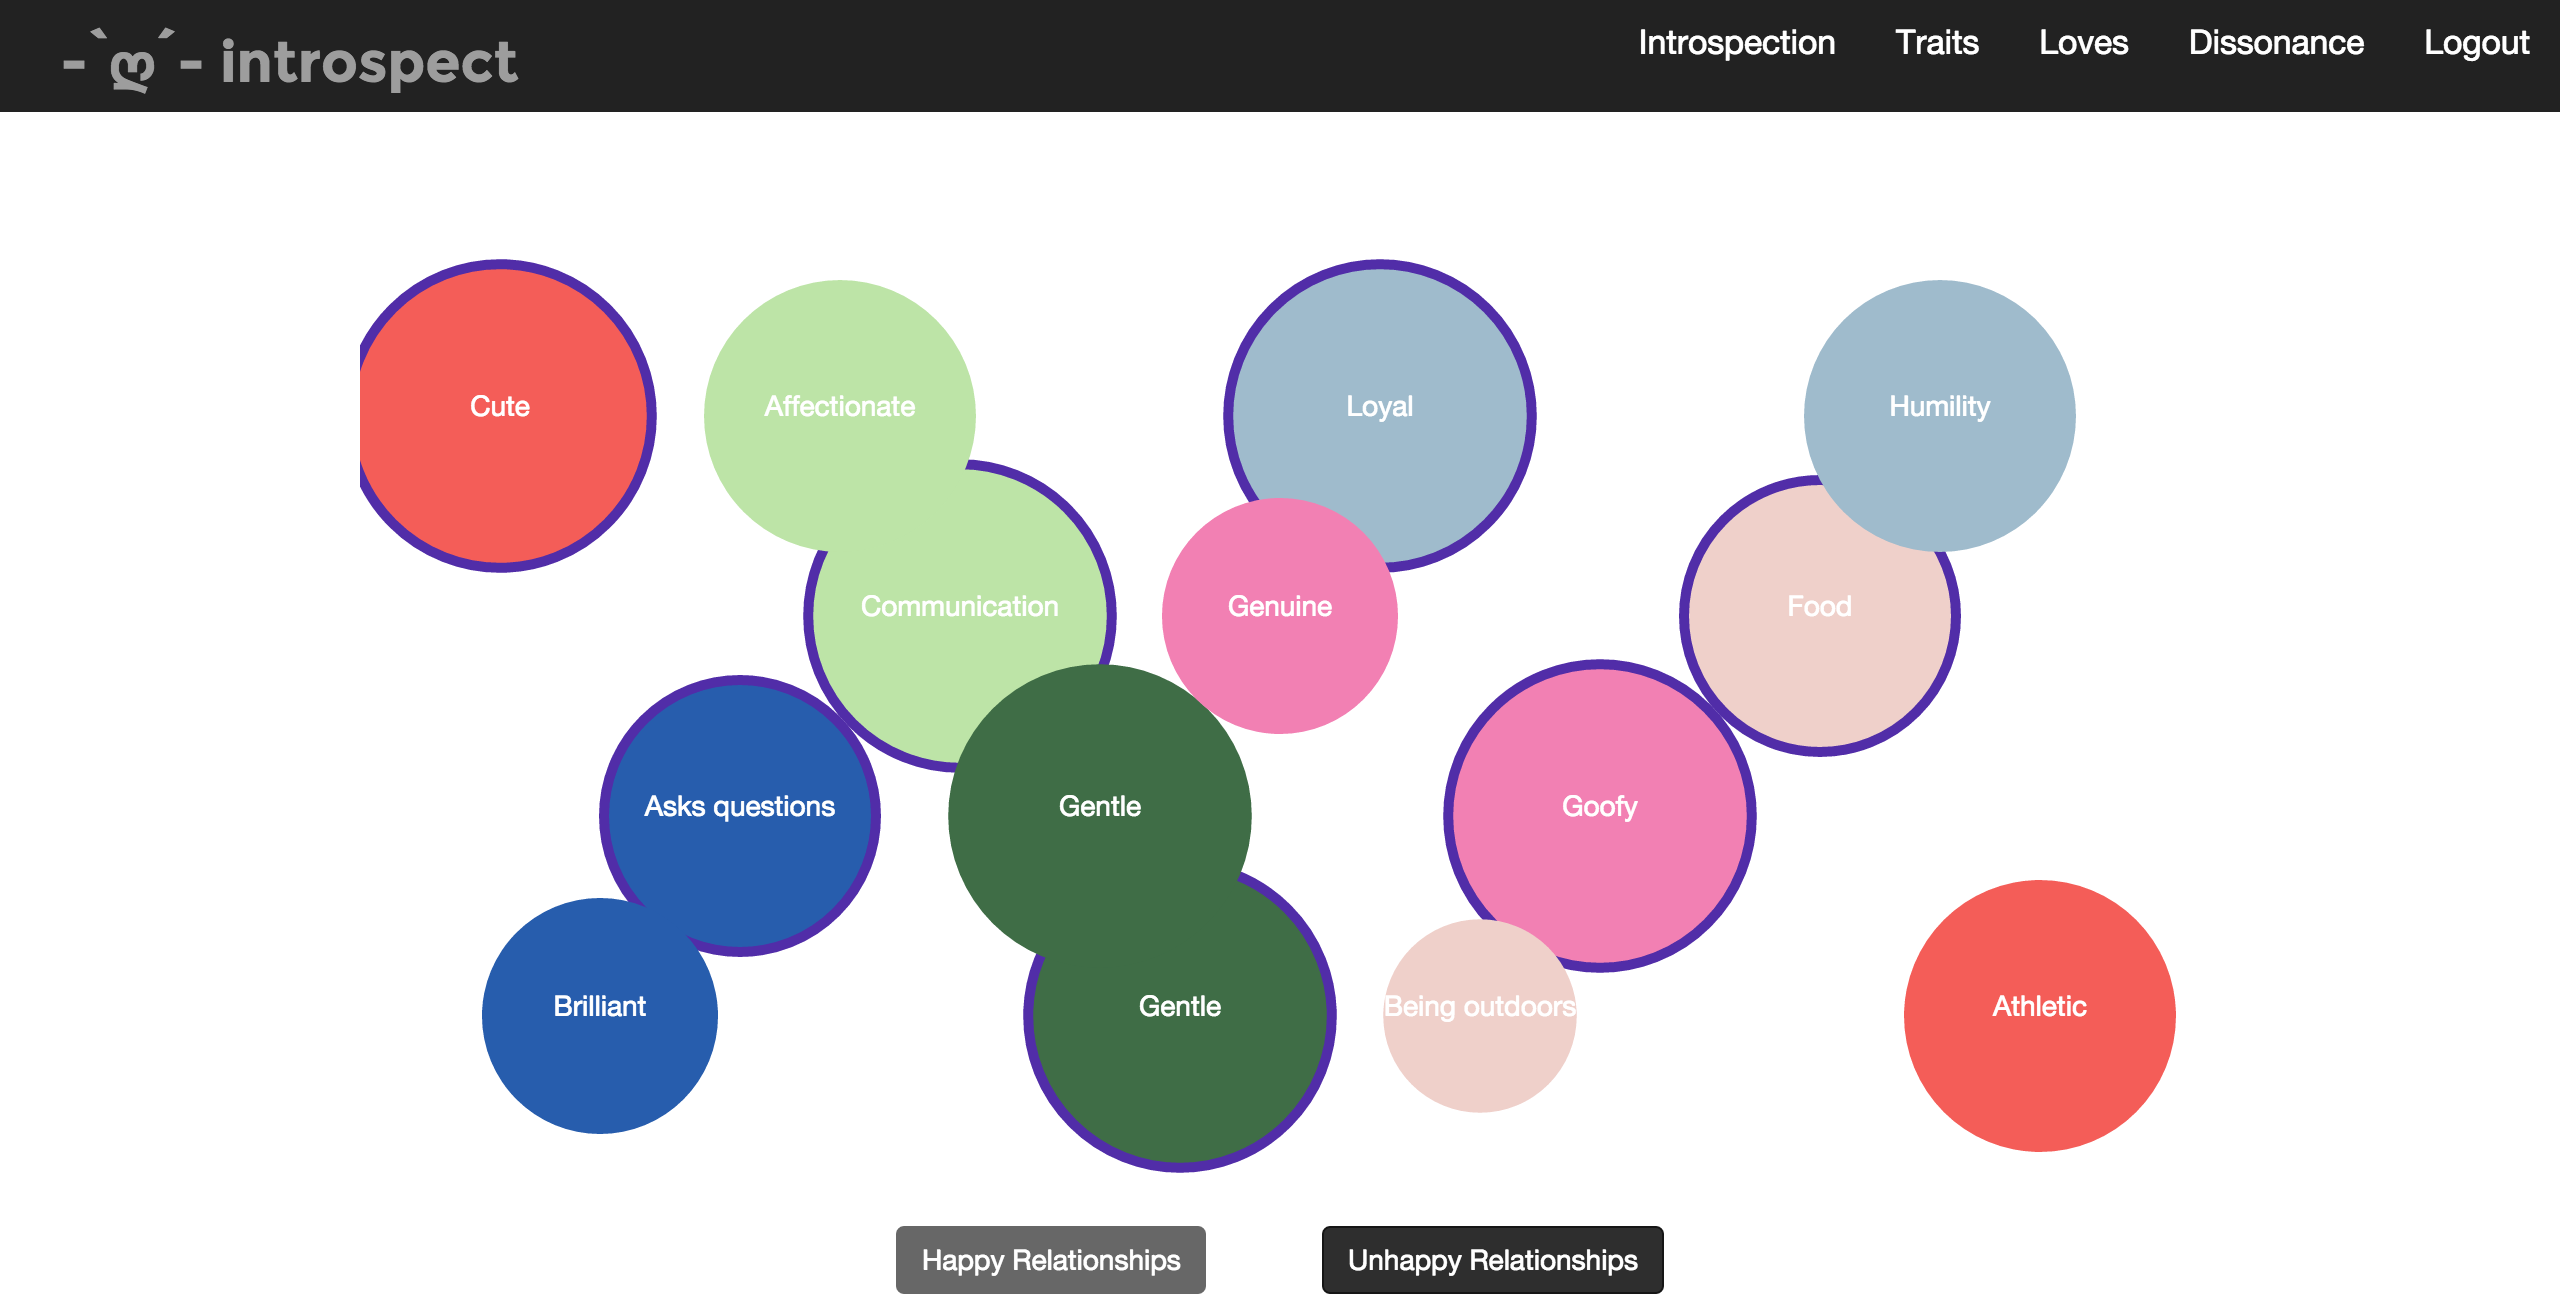 -`ღ´- introspect
Introspection Traits Loves Dissonance Logout
Cute
Affectionate
Loyal
Humility
Communication
Genuine
Food
Asks questions
Gentle
Goofy
Brilliant
Gentle
Being outdoors
Athletic
Happy Relationships
Unhappy Relationships